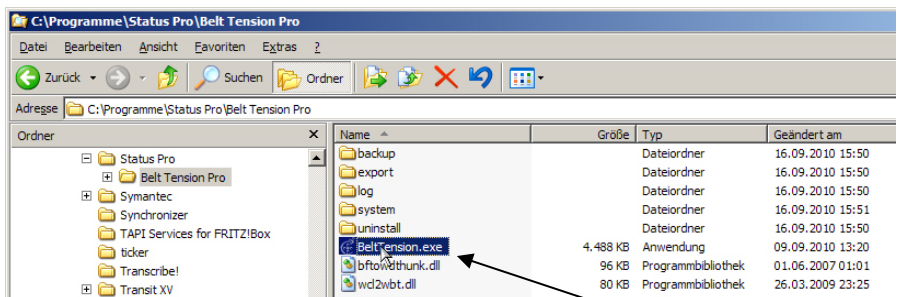 C:\Programme\Status Pro\Belt Tension Pro
Datei Bearbeiten Ansicht Favoriten Extras ?
Zurück Suchen Ordner
Adresse C:\Programme\Status Pro\Belt Tension Pro
Ordner x
Status Pro
Belt Tension Pro
Symantec
Synchronizer
TAPI Services for FRITZ!Box
ticker
Transcribe!
Transit XV
Name Größe Typ Geändert am
backup Dateiordner 16.09.2010 15:50
export Dateiordner 16.09.2010 15:50
log Dateiordner 16.09.2010 15:50
system Dateiordner 16.09.2010 15:51
uninstall Dateiordner 16.09.2010 15:50
BeltTension.exe 4.488 KB Anwendung 09.09.2010 13:20
bftowdthunk.dll 96 KB Programmbibliothek 01.06.2007 01:01
wcl2wbt.dll 80 KB Programmbibliothek 26.03.2009 23:25